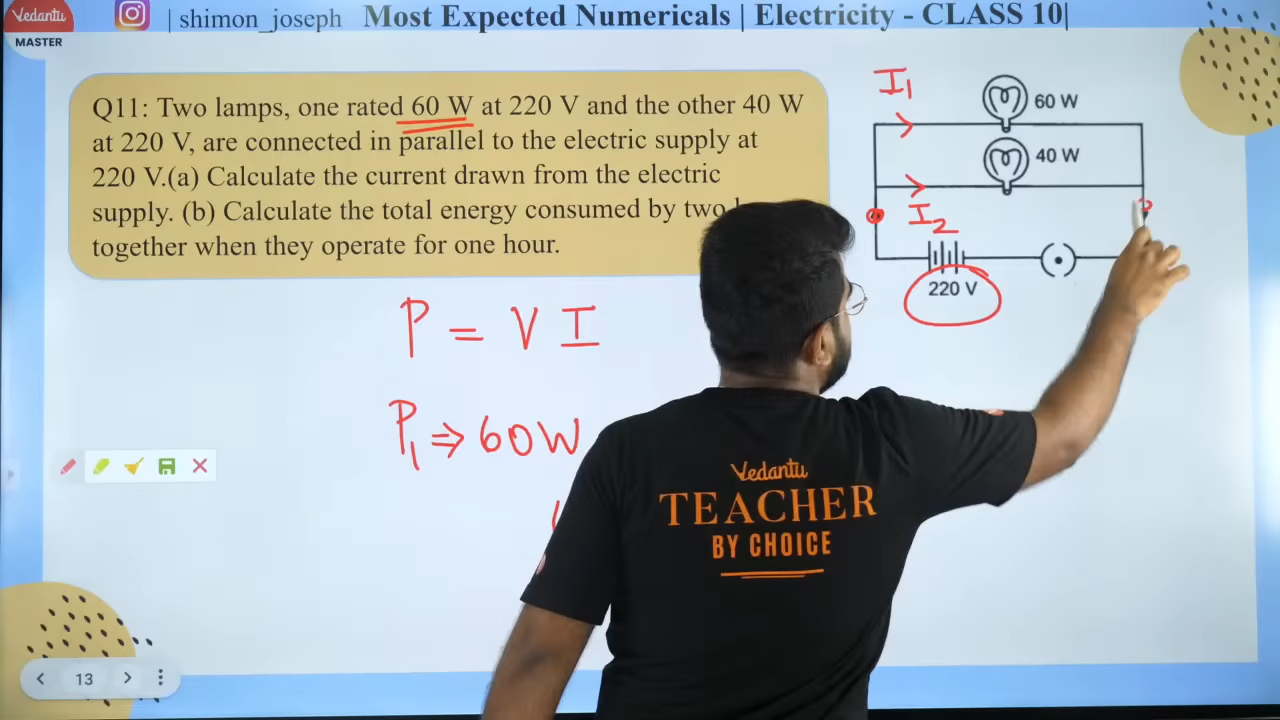 Vedantu
MASTER
| shimon_joseph
Most Expected Numericals | Electricity - CLASS 10|
Q11: Two lamps, one rated 60 W at 220 V and the other 40 W
at 220 V, are connected in parallel to the electric supply at
220 V.(a) Calculate the current drawn from the electric
supply. (b) Calculate the total energy consumed by two
together when they operate for one hour.
I1
60 W
40 W
I2
220 V
P = V I
P1 ⇒ 60W
Vedantu
TEACHER
BY CHOICE
13